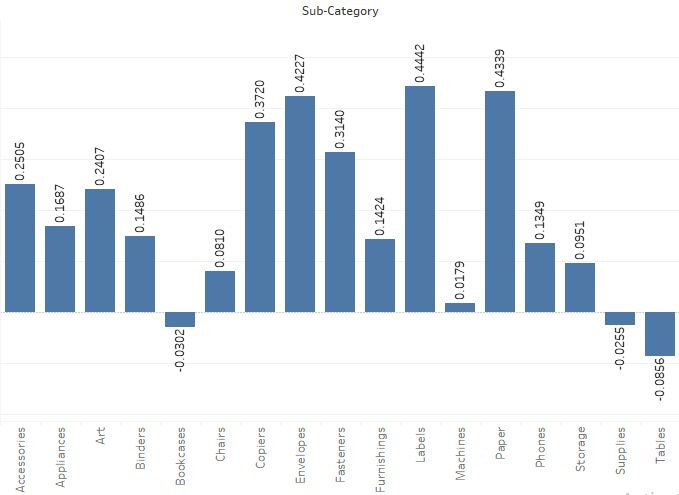 Sub-Category
0.2505
0.1687
0.2407
0.1486
-0.0302
0.0810
0.3720
0.4227
0.3140
0.1424
0.4442
0.0179
0.4339
0.1349
0.0951
-0.0255
-0.0856
Accessories
Appliances
Art
Binders
Bookcases
Chairs
Copiers
Envelopes
Fasteners
Furnishings
Labels
Machines
Paper
Phones
Storage
Supplies
Tables